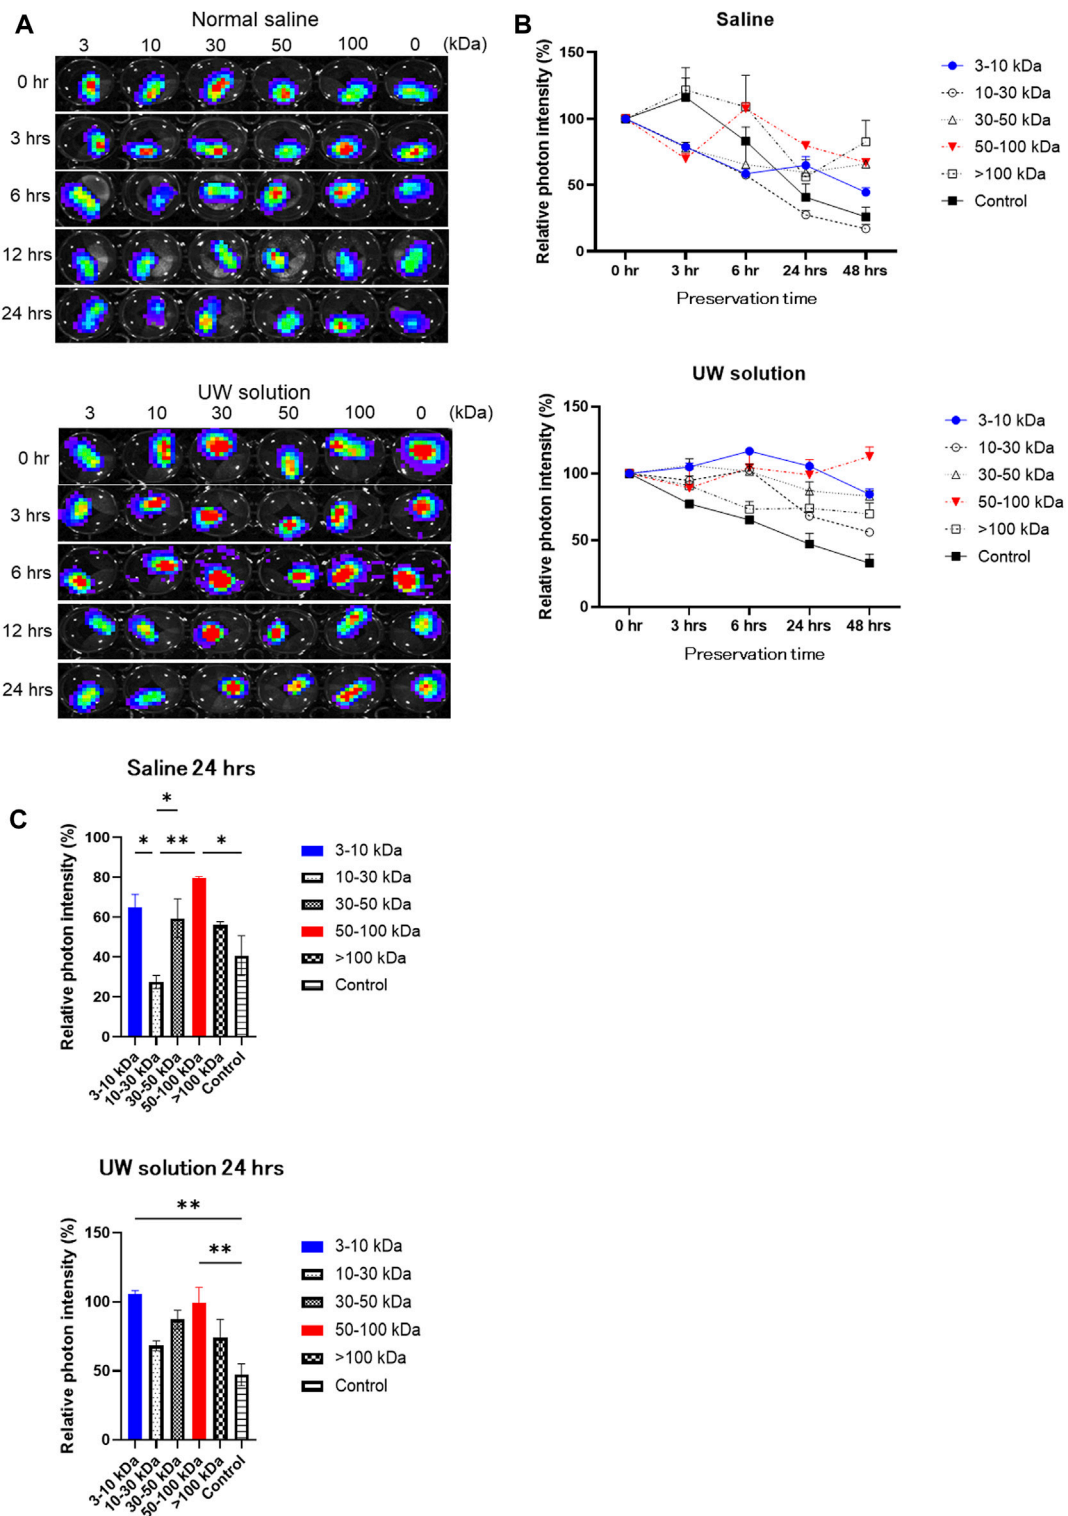 A
Normal saline
3 10 30 50 100 0 (kDa)
0 hr
3 hrs
6 hrs
12 hrs
24 hrs
UW solution
3 10 30 50 100 0 (kDa)
0 hr
3 hrs
6 hrs
12 hrs
24 hrs
B
Saline
Relative photon intensity (%)
150
100
50
0
0 hr 3 hr 6 hr 24 hrs 48 hrs
Preservation time
3-10 kDa
10-30 kDa
30-50 kDa
50-100 kDa
>100 kDa
Control
UW solution
Relative photon intensity (%)
150
100
50
0
0 hr 3 hrs 6 hrs 24 hrs 48 hrs
Preservation time
3-10 kDa
10-30 kDa
30-50 kDa
50-100 kDa
>100 kDa
Control
C
Saline 24 hrs
Relative photon intensity (%)
100
80
60
40
20
0
*
* ** *
3-10 kDa
10-30 kDa
30-50 kDa
50-100 kDa
>100 kDa
Control
3-10 kDa
10-30 kDa
30-50 kDa
50-100 kDa
>100 kDa
Control
UW solution 24 hrs
Relative photon intensity (%)
150
100
50
0
**
**
3-10 kDa
10-30 kDa
30-50 kDa
50-100 kDa
>100 kDa
Control
3-10 kDa
10-30 kDa
30-50 kDa
50-100 kDa
>100 kDa
Control